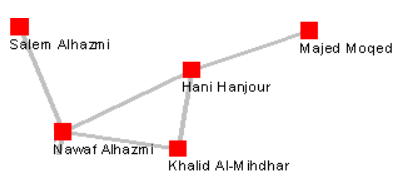 Salem Alhazmi
Majed Moqed
Hani Hanjour
Nawaf Alhazmi
Khalid Al-Mihdhar